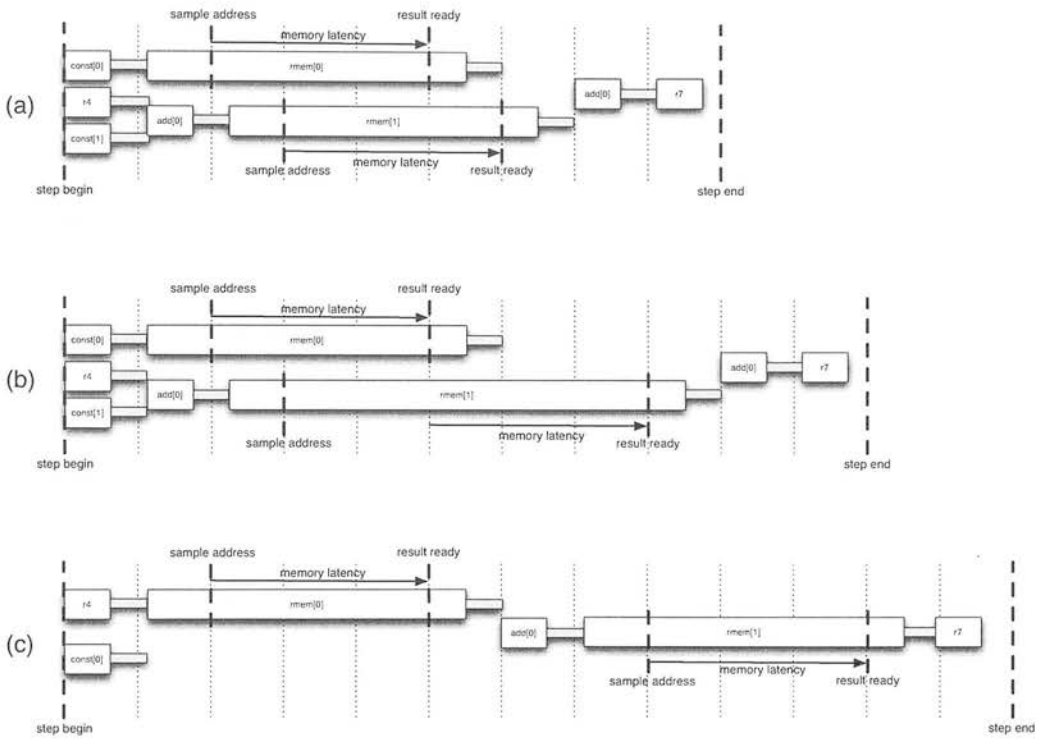 sample address result ready
memory latency
const[0] rmem[0]
(a)
r4 add[0] r7
add[0] rmem[1]
const[1]
memory latency
sample address result ready
step begin step end
sample address result ready
memory latency
const[0] rmem[0]
(b)
r4 add[0] r7
add[0] rmem[1]
const[1]
memory latency
sample address result ready
step begin step end
sample address result ready
memory latency
r4 rmem[0]
(c)
add[0] rmem[1] r7
const[0]
memory latency
sample address result ready
step begin step end